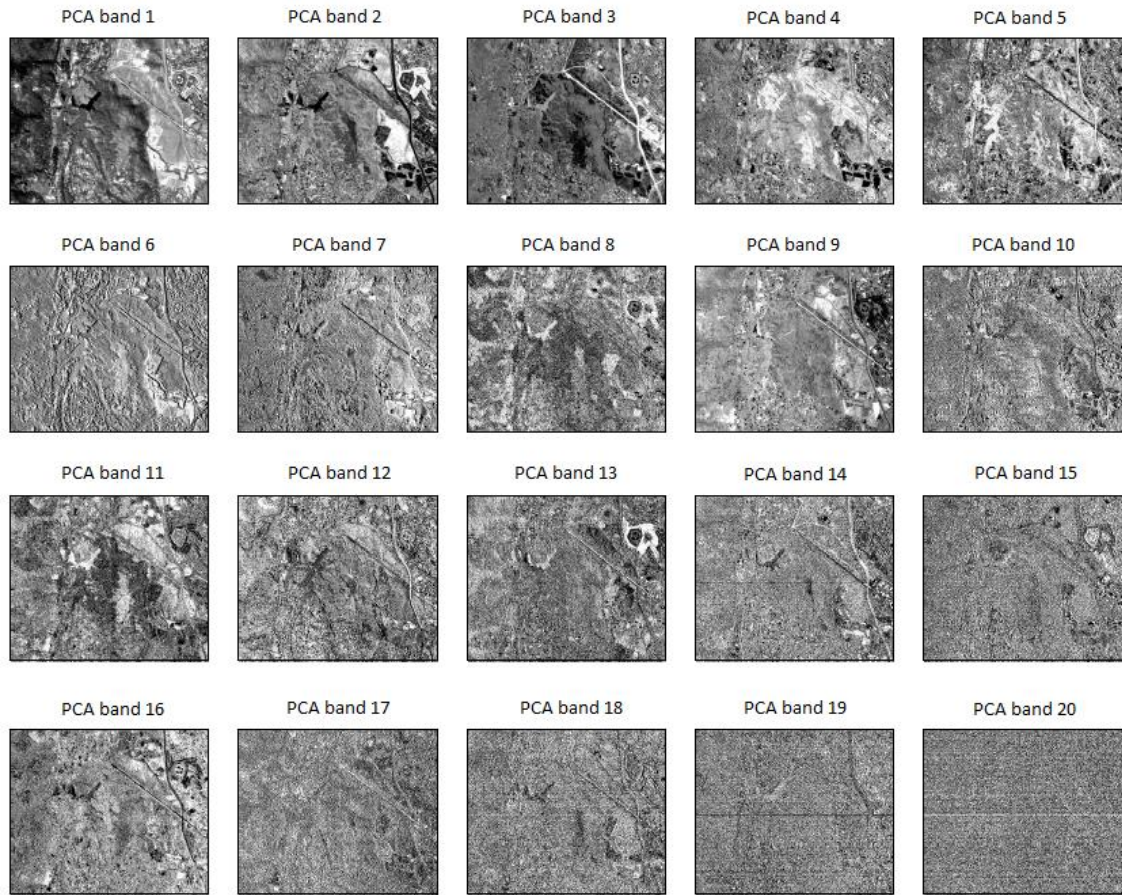 PCA band 1 PCA band 2 PCA band 3 PCA band 4 PCA band 5
PCA band 6 PCA band 7 PCA band 8 PCA band 9 PCA band 10
PCA band 11 PCA band 12 PCA band 13 PCA band 14 PCA band 15
PCA band 16 PCA band 17 PCA band 18 PCA band 19 PCA band 20